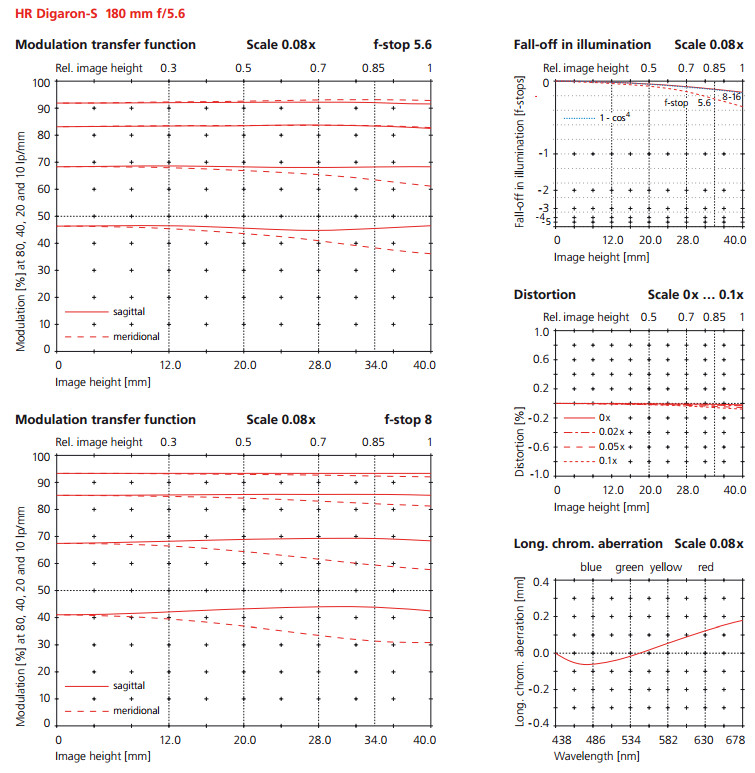 HR Digaron-S 180 mm f/5.6
Modulation transfer function Scale 0.08x f-stop 5.6
Rel. image height 0.3 0.5 0.7 0.85 1
Modulation [%] at 80, 40, 20 and 10 lp/mm
100
90
80
70
60
50
40
30
20
10
0
sagittal
meridional
0 12.0 20.0 28.0 34.0 40.0
Image height [mm]
Modulation transfer function Scale 0.08x f-stop 8
Rel. image height 0.3 0.5 0.7 0.85 1
Modulation [%] at 80, 40, 20 and 10 lp/mm
100
90
80
70
60
50
40
30
20
10
0
sagittal
meridional
0 12.0 20.0 28.0 34.0 40.0
Image height [mm]
Fall-off in illumination Scale 0.08x
Rel. image height 0.5 0.7 0.85 1
Fall-off in illumination [f-stops]
0
-1
-2
-3
-4
-5
f-stop 5.6 8-16
1 - cos⁴
0 12.0 20.0 28.0 40.0
Image height [mm]
Distortion Scale 0x ... 0.1x
Rel. image height 0.5 0.7 0.85 1
Distortion [%]
1.0
0.6
0.2
-0.2
-0.6
-1.0
0x
0.02x
0.05x
0.1x
0 12.0 20.0 28.0 40.0
Image height [mm]
Long. chrom. aberration Scale 0.08x
blue green yellow red
Long. chrom. aberration [mm]
0.4
0.2
0.0
-0.2
-0.4
438 486 534 582 630 678
Wavelength [nm]